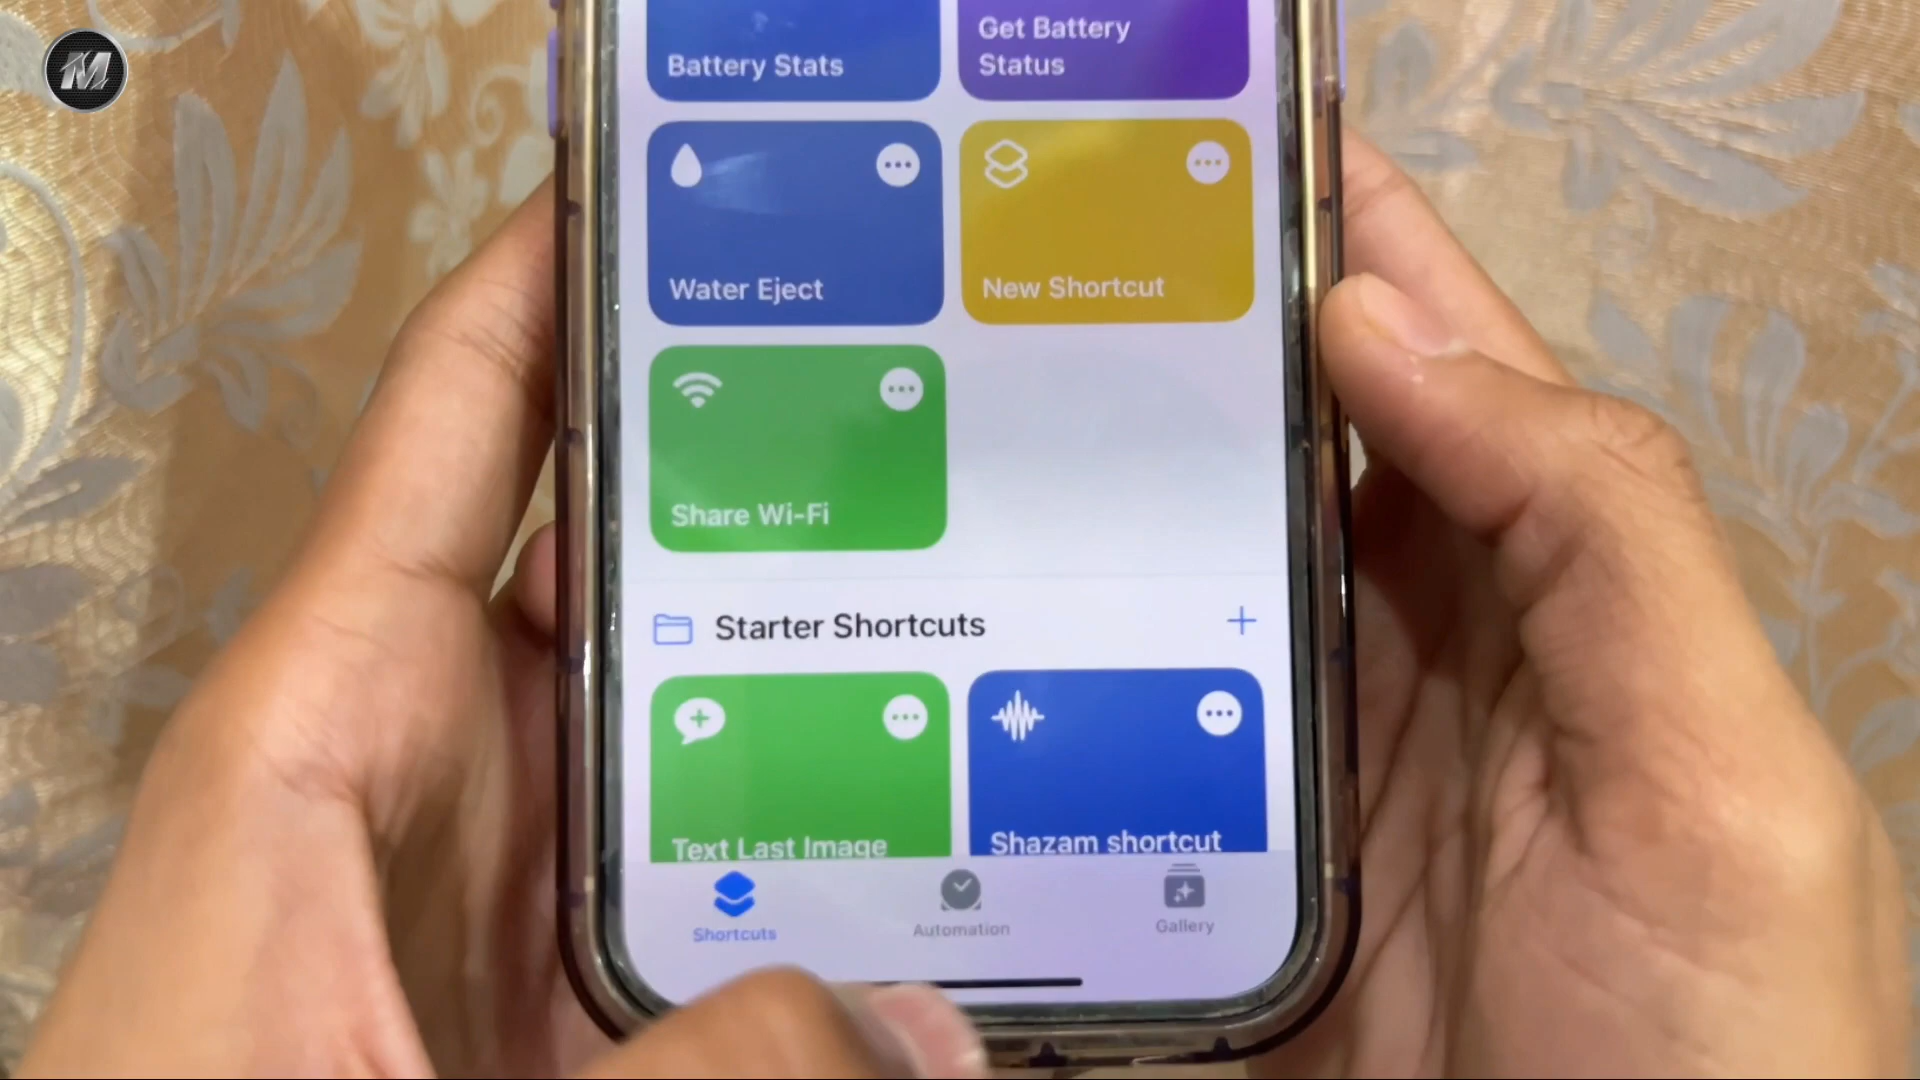 Battery Stats
Get Battery
Status
Water Eject
New Shortcut
Share Wi-Fi
Starter Shortcuts
Text Last Image
Shazam shortcut
Shortcuts
Automation
Gallery
M